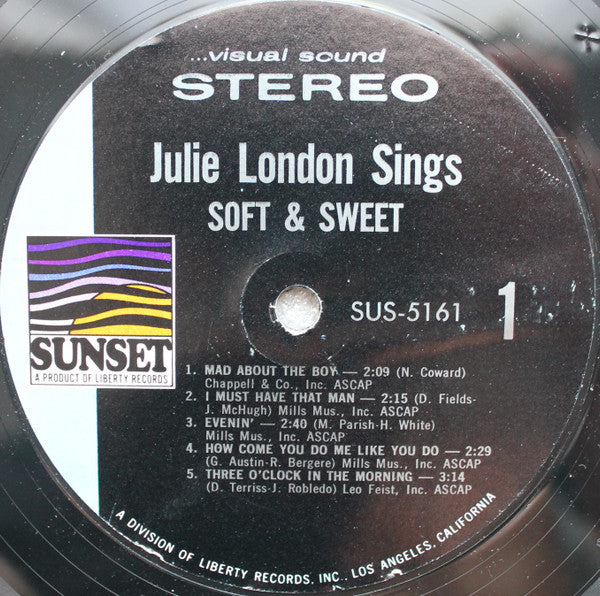 ...visual sound
STEREO
Julie London Sings
SOFT & SWEET
SUNSET
A PRODUCT OF LIBERTY RECORDS
SUS-5161
1
1. MAD ABOUT THE BOY — 2:09 (N. Coward)
Chappell & Co., Inc. ASCAP
2. I MUST HAVE THAT MAN — 2:15 (D. Fields-
J. McHugh) Mills Mus., Inc. ASCAP
3. EVENIN' — 2:40 (M. Parish-H. White)
Mills Mus., Inc. ASCAP
4. HOW COME YOU DO ME LIKE YOU DO — 2:29
(G. Austin-R. Bergere) Mills Mus., Inc. ASCAP
5. THREE O'CLOCK IN THE MORNING — 3:14
(D. Terriss-J. Robledo) Leo Feist, Inc. ASCAP
A DIVISION OF LIBERTY RECORDS, INC., LOS ANGELES, CALIFORNIA